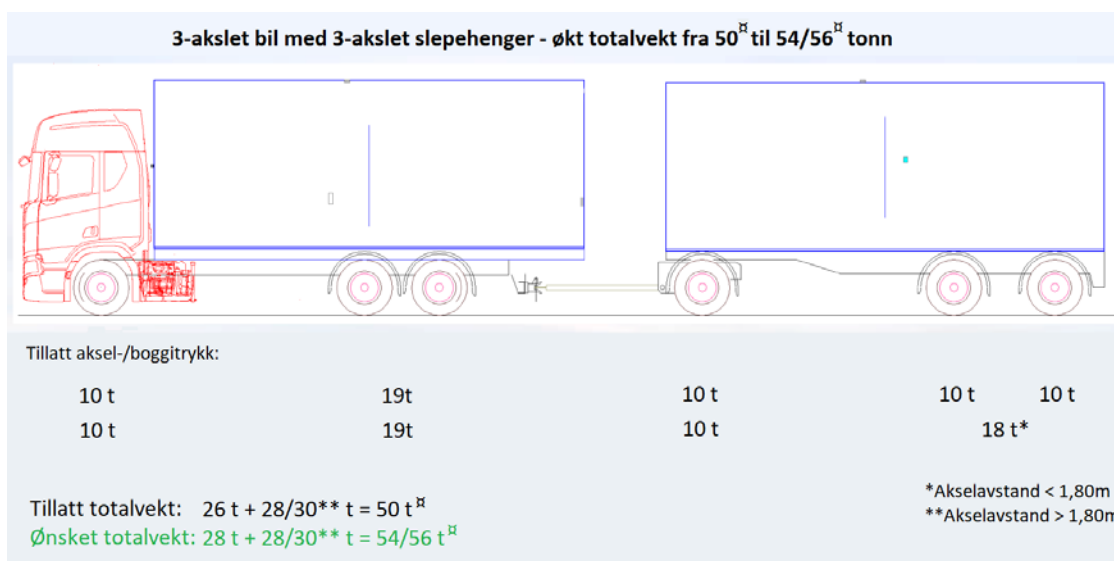 3-akslet bil med 3-akslet slepehenger - økt totalvekt fra 50¤ til 54/56¤ tonn
Tillatt aksel-/boggitrykk:
10 t 19t 10 t 10 t 10 t
10 t 19t 10 t 18 t*
Tillatt totalvekt: 26 t + 28/30** t = 50 t¤
Ønsket totalvekt: 28 t + 28/30** t = 54/56 t¤
*Akselavstand < 1,80m
**Akselavstand > 1,80m